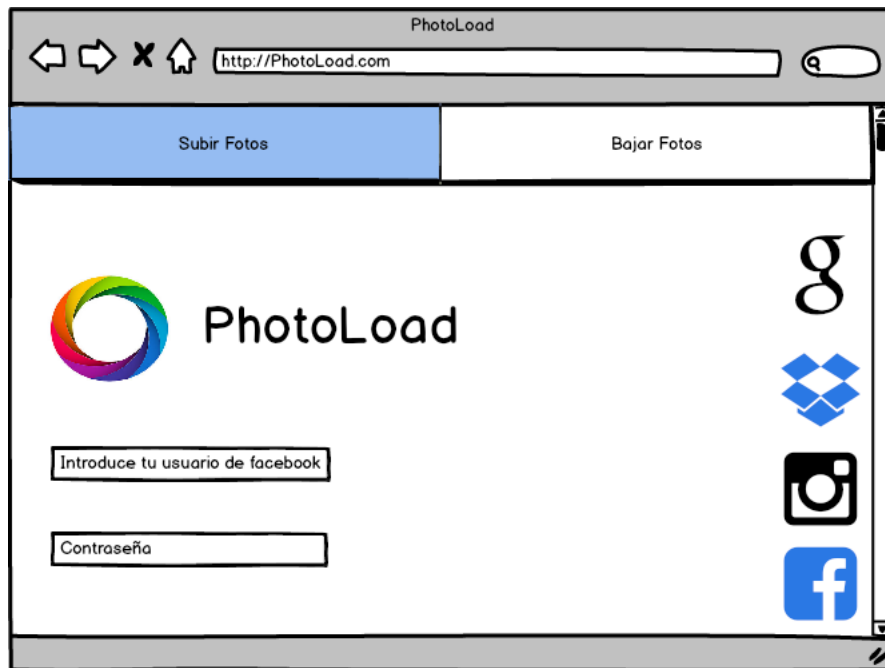 PhotoLoad
http://PhotoLoad.com
Subir Fotos
Bajar Fotos
PhotoLoad
Introduce tu usuario de facebook
Contraseña